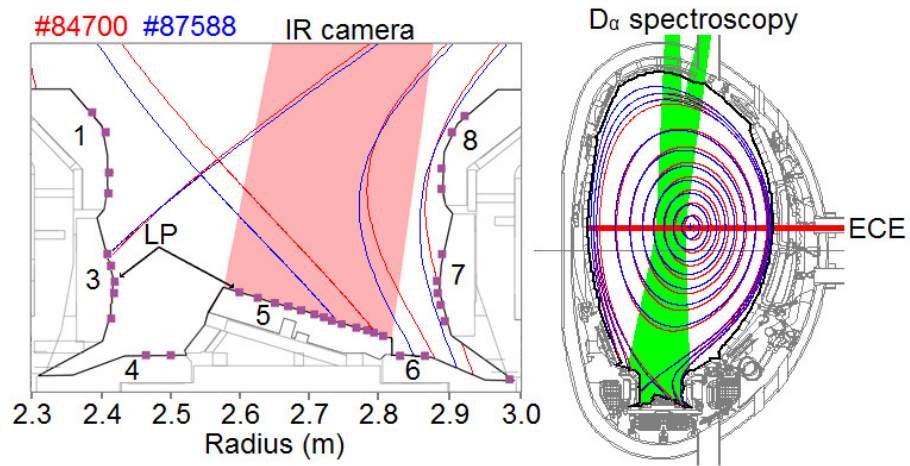 #84700 #87588 IR camera
Dα spectroscopy
1
8
LP
3
7
5
4
6
ECE
2.3 2.4 2.5 2.6 2.7 2.8 2.9 3.0
Radius (m)